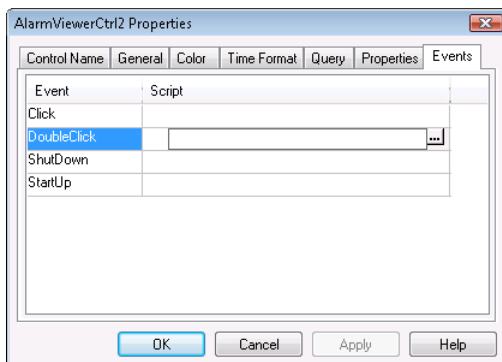 AlarmViewerCtrl2 Properties
Control Name General Color Time Format Query Properties Events
Event Script
Click
DoubleClick ...
ShutDown
StartUp
OK Cancel Apply Help